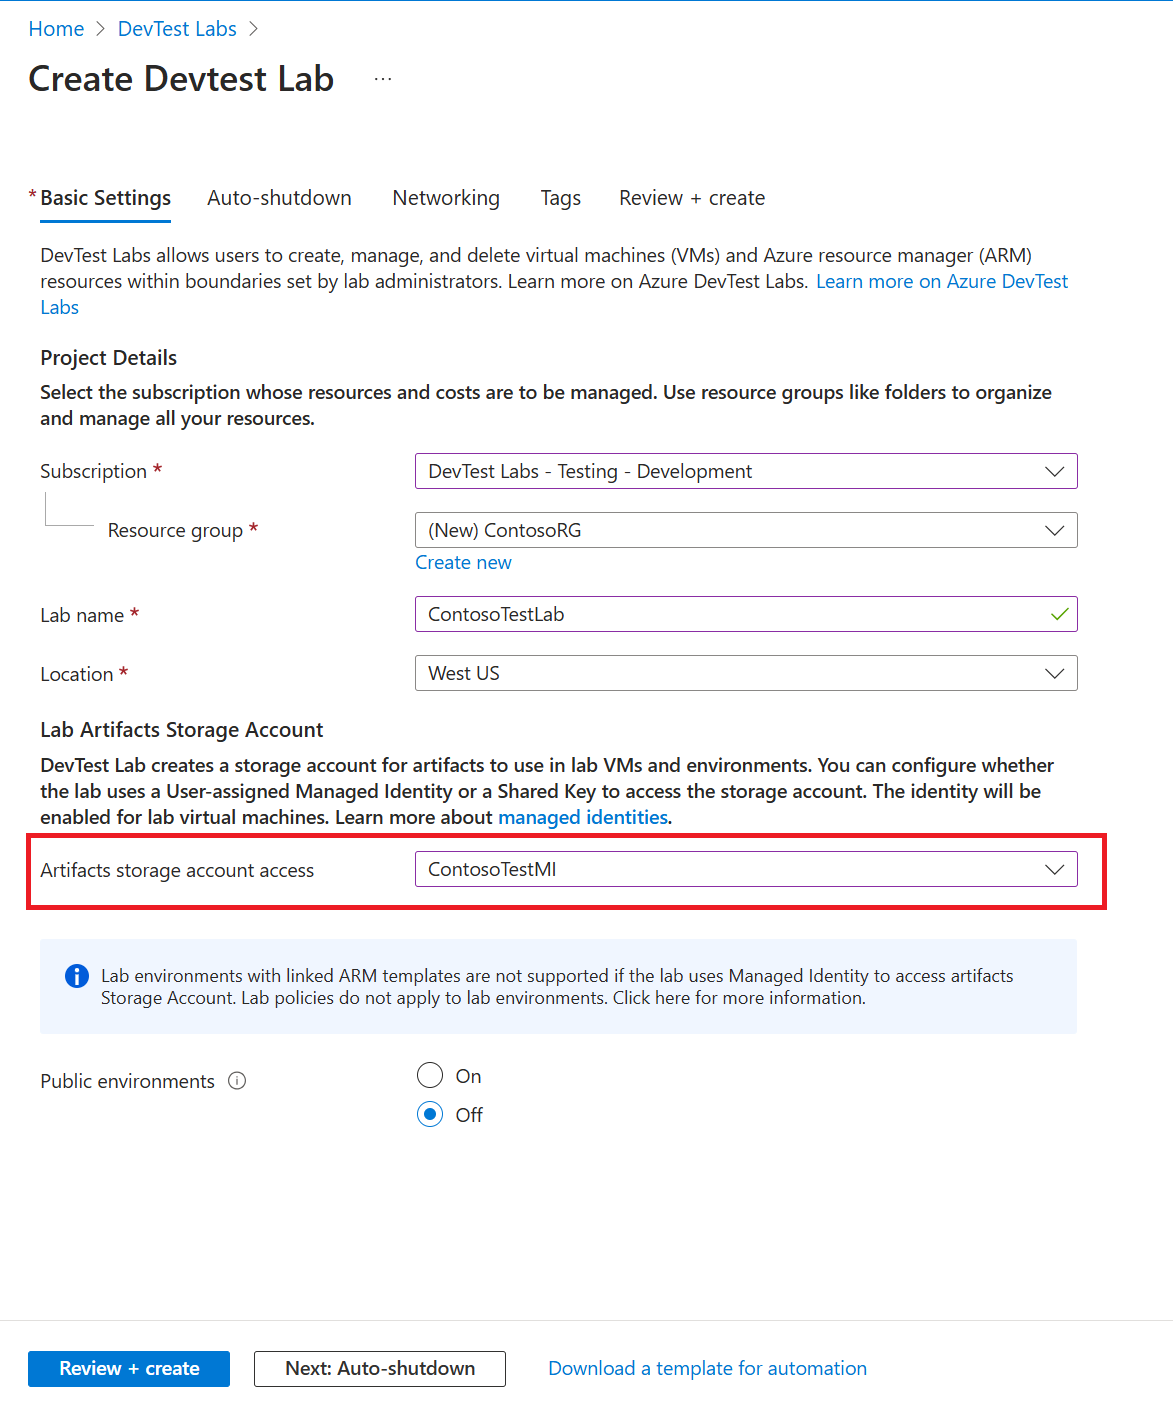 Home > DevTest Labs >
Create Devtest Lab ...
* Basic Settings Auto-shutdown Networking Tags Review + create
DevTest Labs allows users to create, manage, and delete virtual machines (VMs) and Azure resource manager (ARM)
resources within boundaries set by lab administrators. Learn more on Azure DevTest Labs. Learn more on Azure DevTest
Labs
Project Details
Select the subscription whose resources and costs are to be managed. Use resource groups like folders to organize
and manage all your resources.
Subscription * DevTest Labs - Testing - Development
Resource group * (New) ContosoRG
Create new
Lab name * ContosoTestLab
Location * West US
Lab Artifacts Storage Account
DevTest Lab creates a storage account for artifacts to use in lab VMs and environments. You can configure whether
the lab uses a User-assigned Managed Identity or a Shared Key to access the storage account. The identity will be
enabled for lab virtual machines. Learn more about managed identities.
Artifacts storage account access ContosoTestMI
Lab environments with linked ARM templates are not supported if the lab uses Managed Identity to access artifacts
Storage Account. Lab policies do not apply to lab environments. Click here for more information.
Public environments On
Off
Review + create Next: Auto-shutdown Download a template for automation